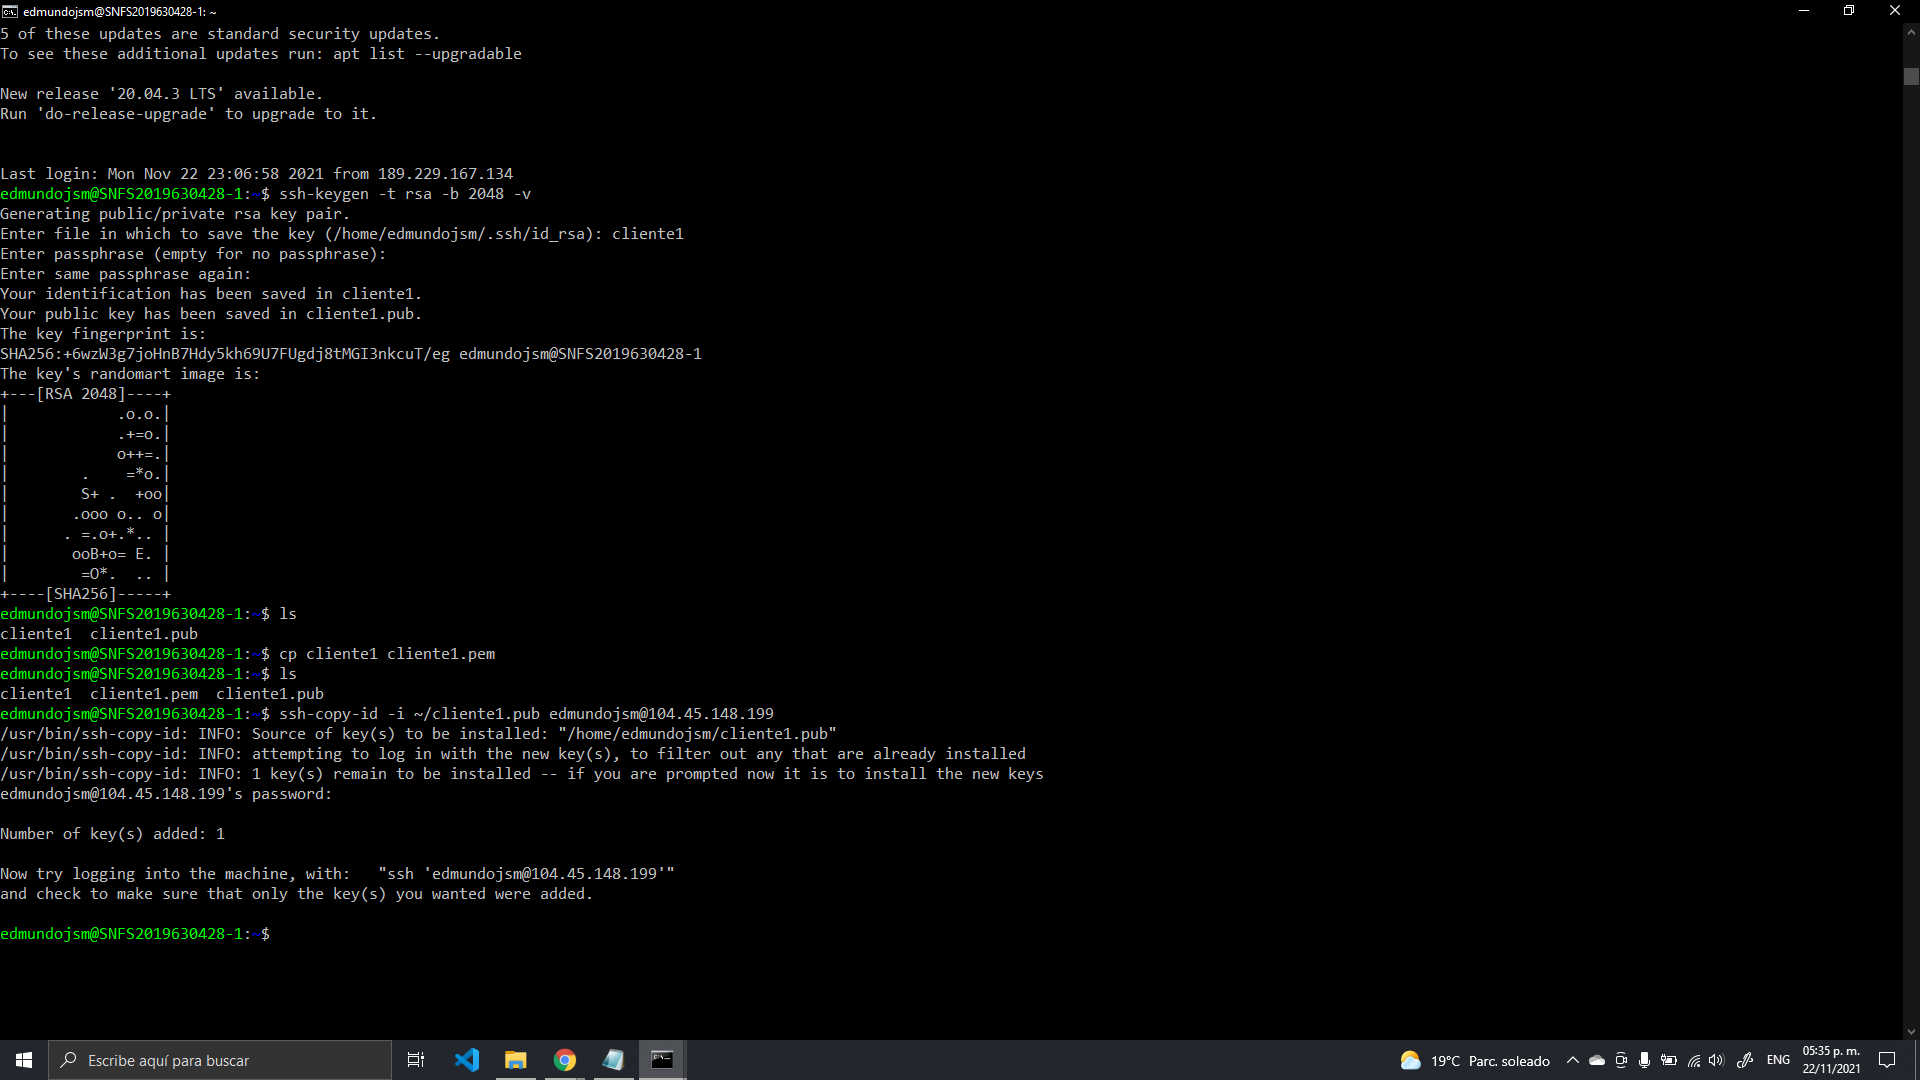 edmundojsm@SNFS2019630428-1: ~
5 of these updates are standard security updates.
To see these additional updates run: apt list --upgradable
New release '20.04.3 LTS' available.
Run 'do-release-upgrade' to upgrade to it.
Last login: Mon Nov 22 23:06:58 2021 from 189.229.167.134
edmundojsm@SNFS2019630428-1:~$ ssh-keygen -t rsa -b 2048 -v
Generating public/private rsa key pair.
Enter file in which to save the key (/home/edmundojsm/.ssh/id_rsa): cliente1
Enter passphrase (empty for no passphrase):
Enter same passphrase again:
Your identification has been saved in cliente1.
Your public key has been saved in cliente1.pub.
The key fingerprint is:
SHA256:+6wzW3g7joHnB7Hdy5kh69U7FUgdj8tMGI3nkcuT/eg edmundojsm@SNFS2019630428-1
The key's randomart image is:
+---[RSA 2048]----+
|            .o.o.|
|            .+=o.|
|            o++=.|
|        .    =*o.|
|        S+ .  +oo|
|       .ooo o.. o|
|      . =.o+.*.. |
|       ooB+o= E. |
|        =O*.  .. |
+----[SHA256]-----+
edmundojsm@SNFS2019630428-1:~$ ls
cliente1  cliente1.pub
edmundojsm@SNFS2019630428-1:~$ cp cliente1 cliente1.pem
edmundojsm@SNFS2019630428-1:~$ ls
cliente1  cliente1.pem  cliente1.pub
edmundojsm@SNFS2019630428-1:~$ ssh-copy-id -i ~/cliente1.pub edmundojsm@104.45.148.199
/usr/bin/ssh-copy-id: INFO: Source of key(s) to be installed: "/home/edmundojsm/cliente1.pub"
/usr/bin/ssh-copy-id: INFO: attempting to log in with the new key(s), to filter out any that are already installed
/usr/bin/ssh-copy-id: INFO: 1 key(s) remain to be installed -- if you are prompted now it is to install the new keys
edmundojsm@104.45.148.199's password:
Number of key(s) added: 1
Now try logging into the machine, with:   "ssh 'edmundojsm@104.45.148.199'"
and check to make sure that only the key(s) you wanted were added.
edmundojsm@SNFS2019630428-1:~$
Escribe aquí para buscar
19°C Parc. soleado
ENG
05:35 p. m.
22/11/2021